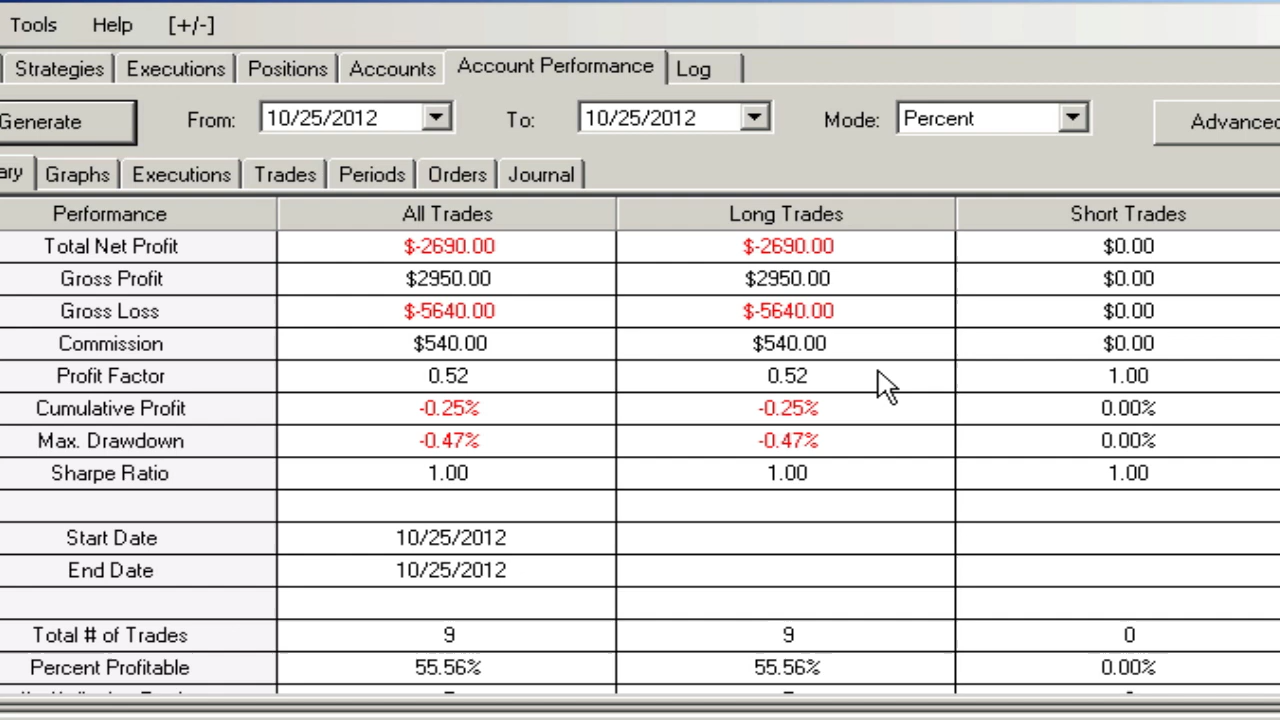 Tools Help [+/-]
Strategies Executions Positions Accounts Account Performance Log
Generate From: 10/25/2012 To: 10/25/2012 Mode: Percent Advanced
ary Graphs Executions Trades Periods Orders Journal
Performance All Trades Long Trades Short Trades
Total Net Profit $-2690.00 $-2690.00 $0.00
Gross Profit $2950.00 $2950.00 $0.00
Gross Loss $-5640.00 $-5640.00 $0.00
Commission $540.00 $540.00 $0.00
Profit Factor 0.52 0.52 1.00
Cumulative Profit -0.25% -0.25% 0.00%
Max. Drawdown -0.47% -0.47% 0.00%
Sharpe Ratio 1.00 1.00 1.00
Start Date 10/25/2012
End Date 10/25/2012
Total # of Trades 9 9 0
Percent Profitable 55.56% 55.56% 0.00%